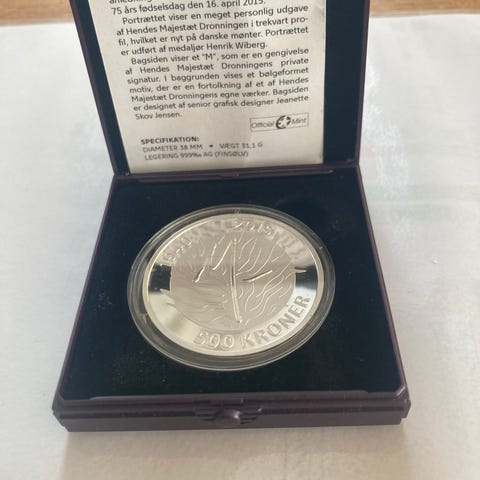 75 års fødselsdag den 16. april 2015.
Portrættet viser en meget personlig udgave
af Hendes Majestæt Dronningen i trekvart pro-
fil, hvilket er nyt på danske mønter. Portrættet
er udført af medaljør Henrik Wiberg.
Bagsiden viser et "M", som er en gengivelse
af Hendes Majestæt Dronningens private
signatur. I baggrunden vises et bølgeformet
motiv, der er en fortolkning af et af Hendes
Majestæt Dronningens egne værker. Bagsiden
er designet af senior grafisk designer Jeanette
Skov Jensen.
Official Mint
SPECIFIKATION:
DIAMETER 38 MM • VÆGT 31,1 G
LEGERING 999‰ AG (FINSØLV)
500 KRONER